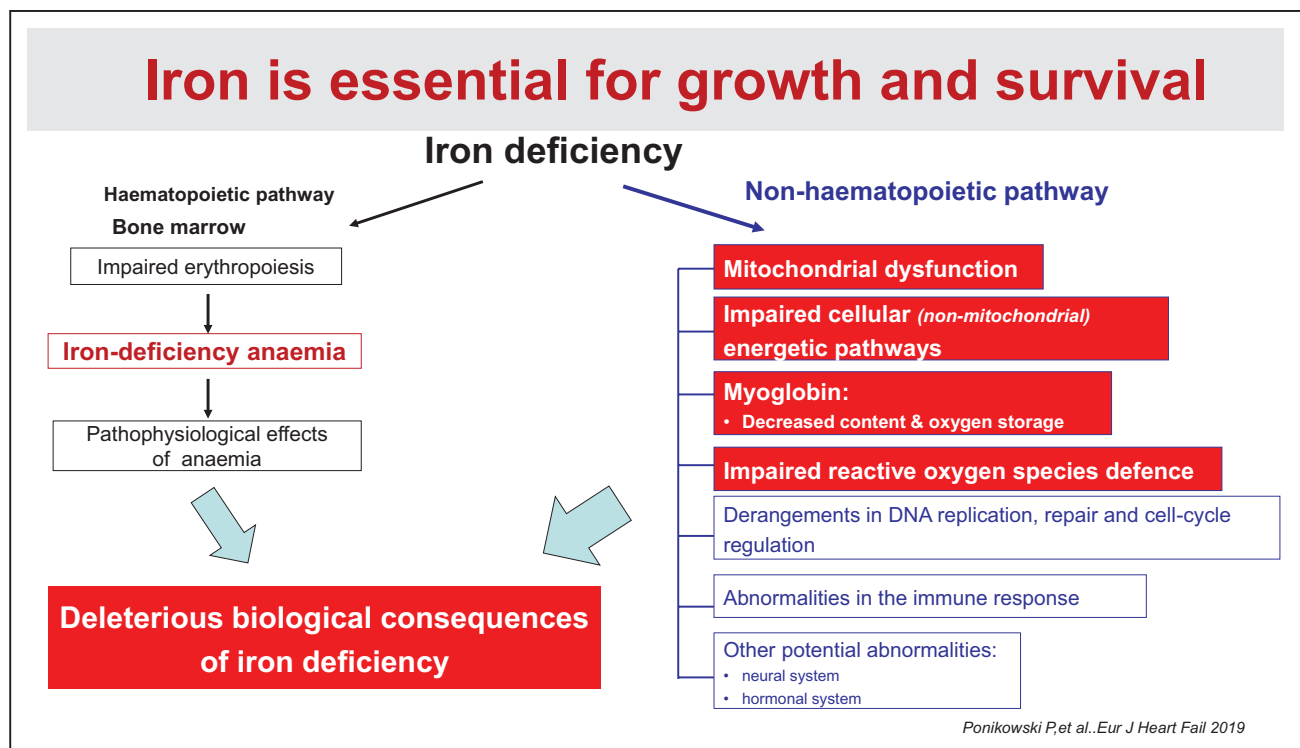 Iron is essential for growth and survival
Iron deficiency
Haematopoietic pathway
Bone marrow
Impaired erythropoiesis
Iron-deficiency anaemia
Pathophysiological effects
of anaemia
Non-haematopoietic pathway
Mitochondrial dysfunction
Impaired cellular (non-mitochondrial)
energetic pathways
Myoglobin:
• Decreased content & oxygen storage
Impaired reactive oxygen species defence
Derangements in DNA replication, repair and cell-cycle
regulation
Abnormalities in the immune response
Other potential abnormalities:
• neural system
• hormonal system
Deleterious biological consequences
of iron deficiency
Ponikowski P,et al..Eur J Heart Fail 2019